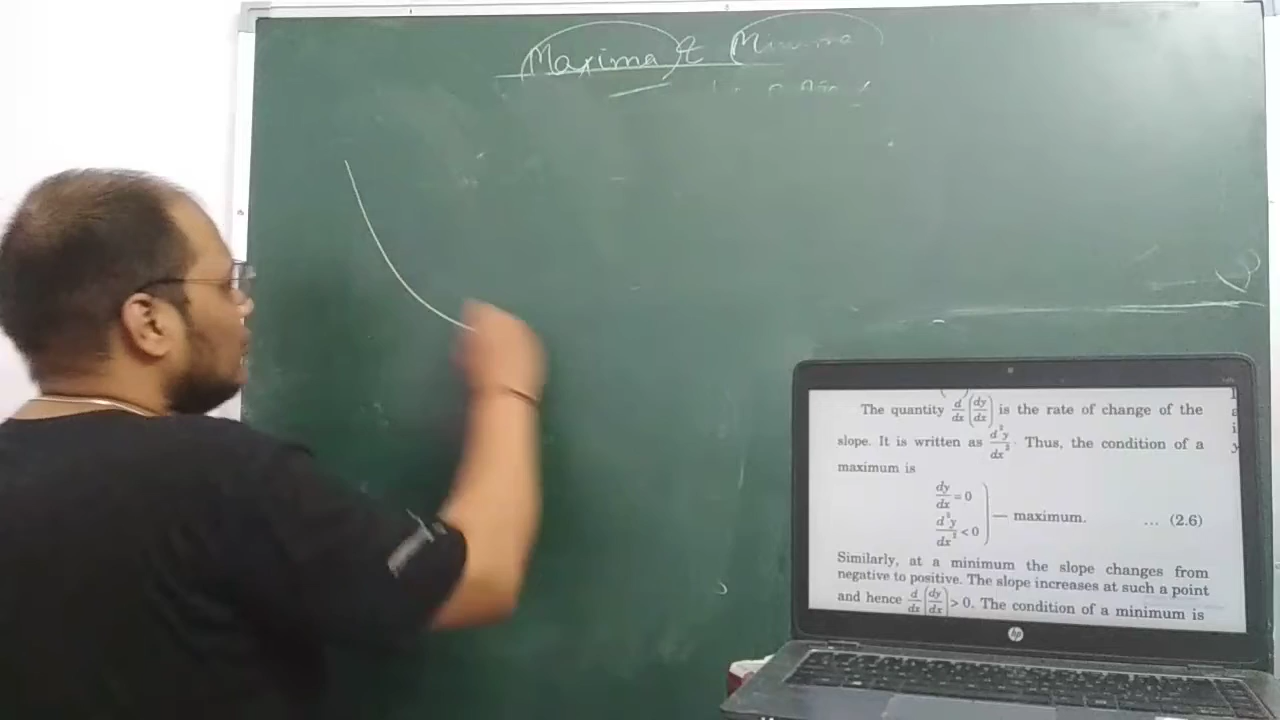 Maxima & Minima
The quantity d/dx (dy/dx) is the rate of change of the
slope. It is written as d²y/dx². Thus, the condition of a
maximum is
dy/dx = 0
d²y/dx² < 0
— maximum. ... (2.6)
Similarly, at a minimum the slope changes from
negative to positive. The slope increases at such a point
and hence d/dx (dy/dx) > 0. The condition of a minimum is
hp